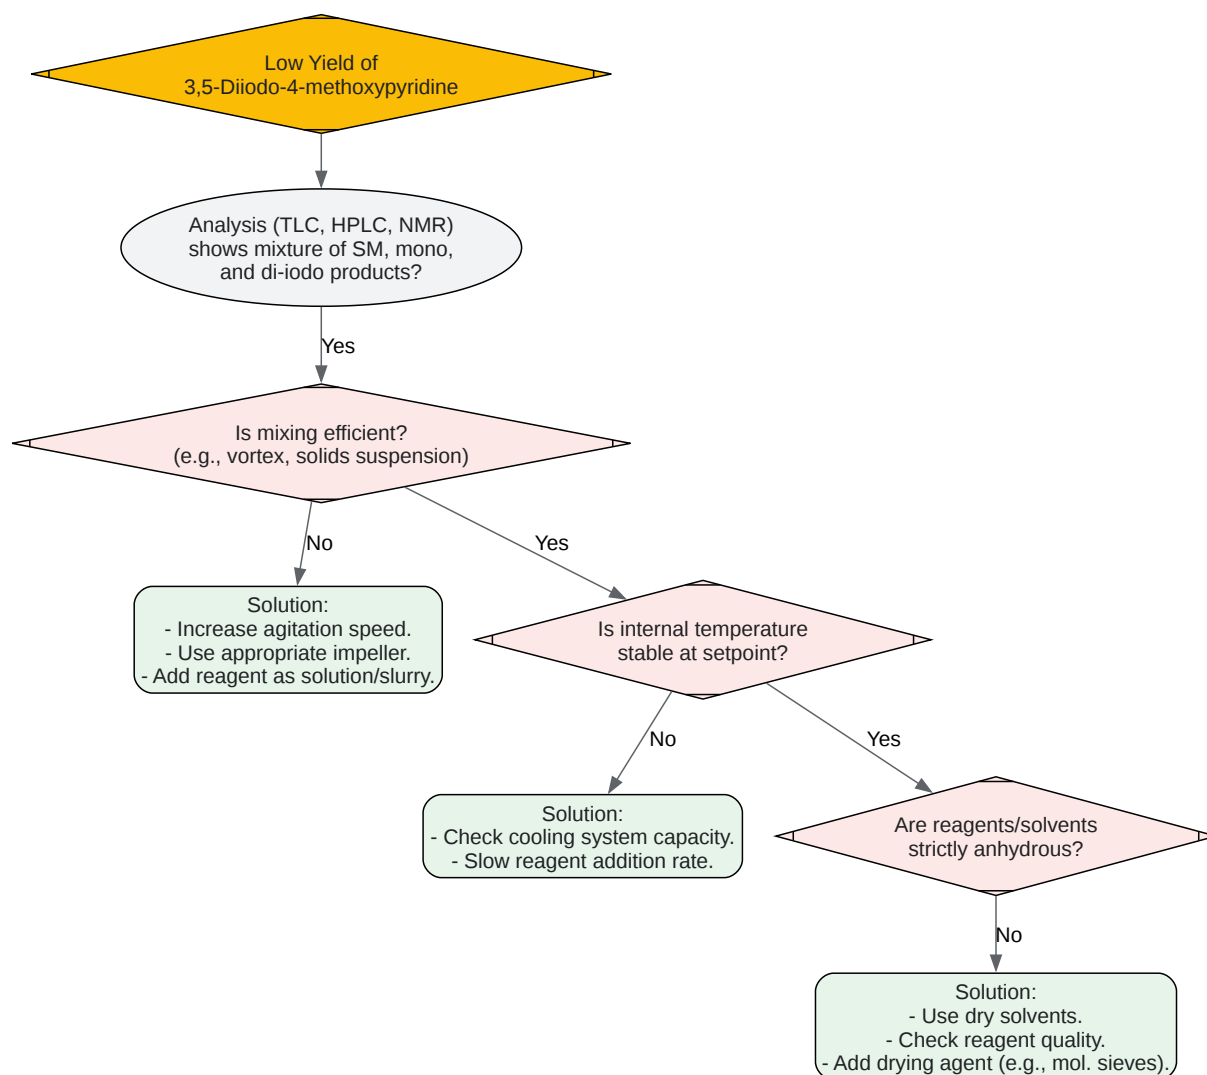 Low Yield of
3,5-Diiodo-4-methoxypyridine
Analysis (TLC, HPLC, NMR)
shows mixture of SM, mono,
and di-iodo products?
Yes
Is mixing efficient?
(e.g., vortex, solids suspension)
No
Yes
Solution:
- Increase agitation speed.
- Use appropriate impeller.
- Add reagent as solution/slurry.
Is internal temperature
stable at setpoint?
No
Yes
Solution:
- Check cooling system capacity.
- Slow reagent addition rate.
Are reagents/solvents
strictly anhydrous?
No
Solution:
- Use dry solvents.
- Check reagent quality.
- Add drying agent (e.g., mol. sieves).